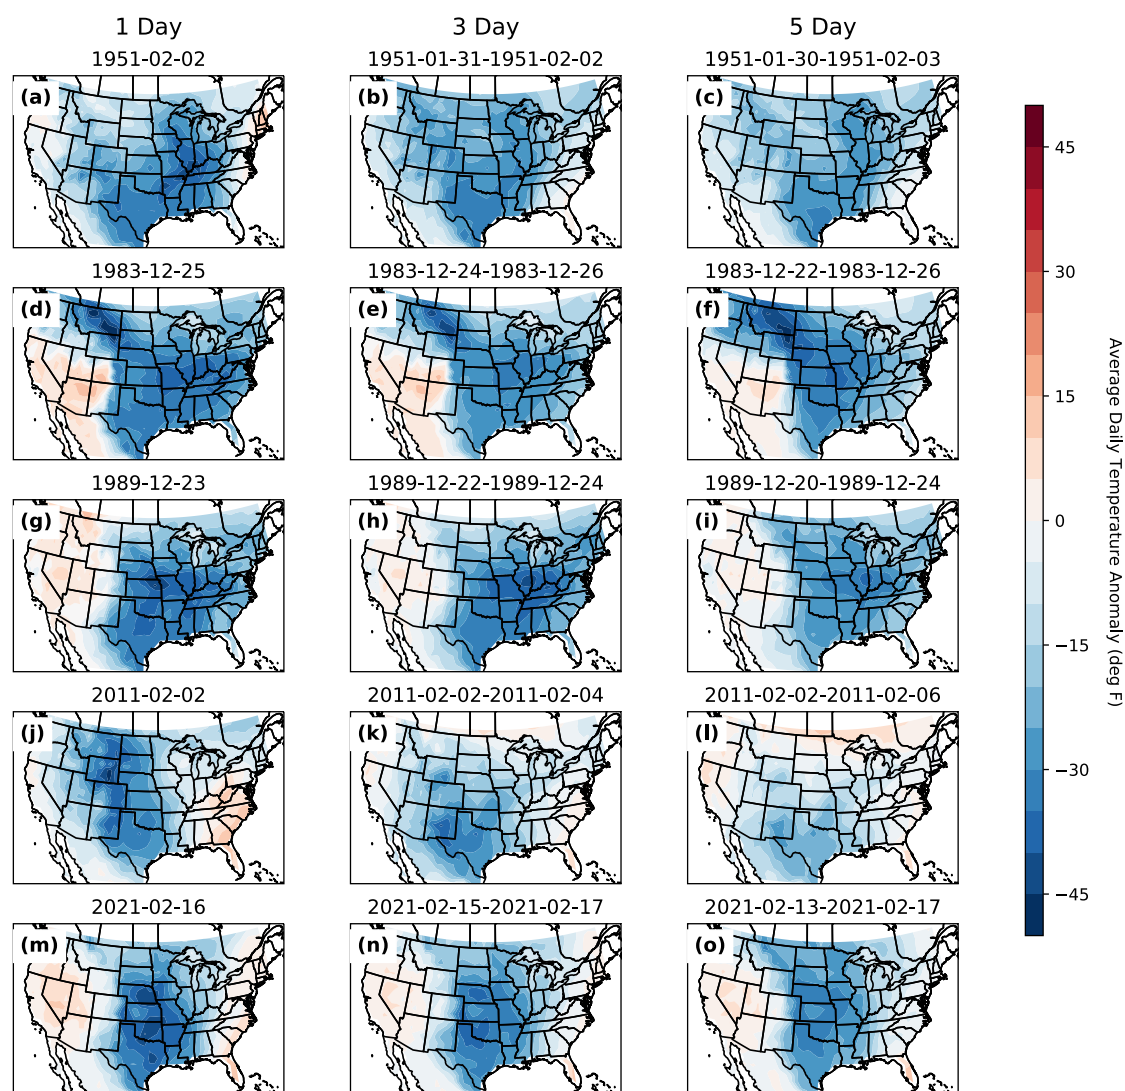 1 Day
3 Day
5 Day
1951-02-02
1951-01-31-1951-02-02
1951-01-30-1951-02-03
(a)
(b)
(c)
1983-12-25
1983-12-24-1983-12-26
1983-12-22-1983-12-26
(d)
(e)
(f)
1989-12-23
1989-12-22-1989-12-24
1989-12-20-1989-12-24
(g)
(h)
(i)
2011-02-02
2011-02-02-2011-02-04
2011-02-02-2011-02-06
(j)
(k)
(l)
2021-02-16
2021-02-15-2021-02-17
2021-02-13-2021-02-17
(m)
(n)
(o)
45
30
15
0
−15
−30
−45
Average Daily Temperature Anomaly (deg F)